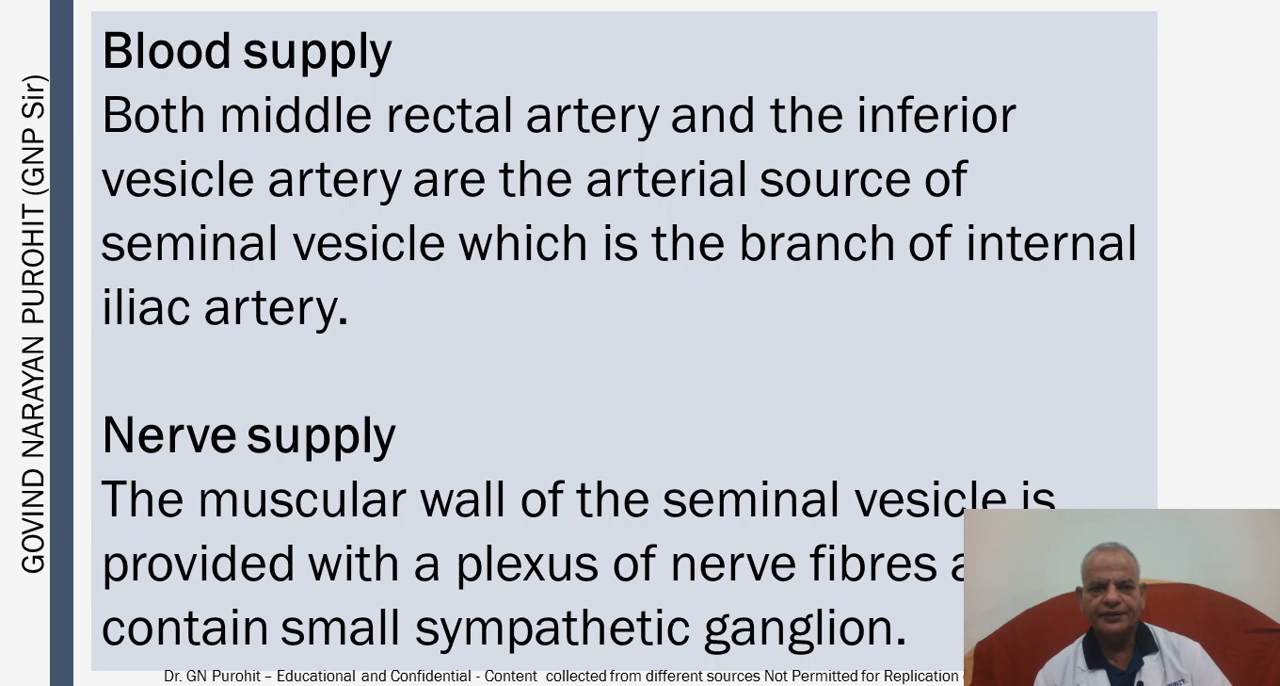 GOVIND NARAYAN PUROHIT (GNP Sir)
Blood supply
Both middle rectal artery and the inferior
vesicle artery are the arterial source of
seminal vesicle which is the branch of internal
iliac artery.
Nerve supply
The muscular wall of the seminal vesicle is
provided with a plexus of nerve fibres
contain small sympathetic ganglion.
Dr. GN Purohit – Educational and Confidential - Content collected from different sources Not Permitted for Replication